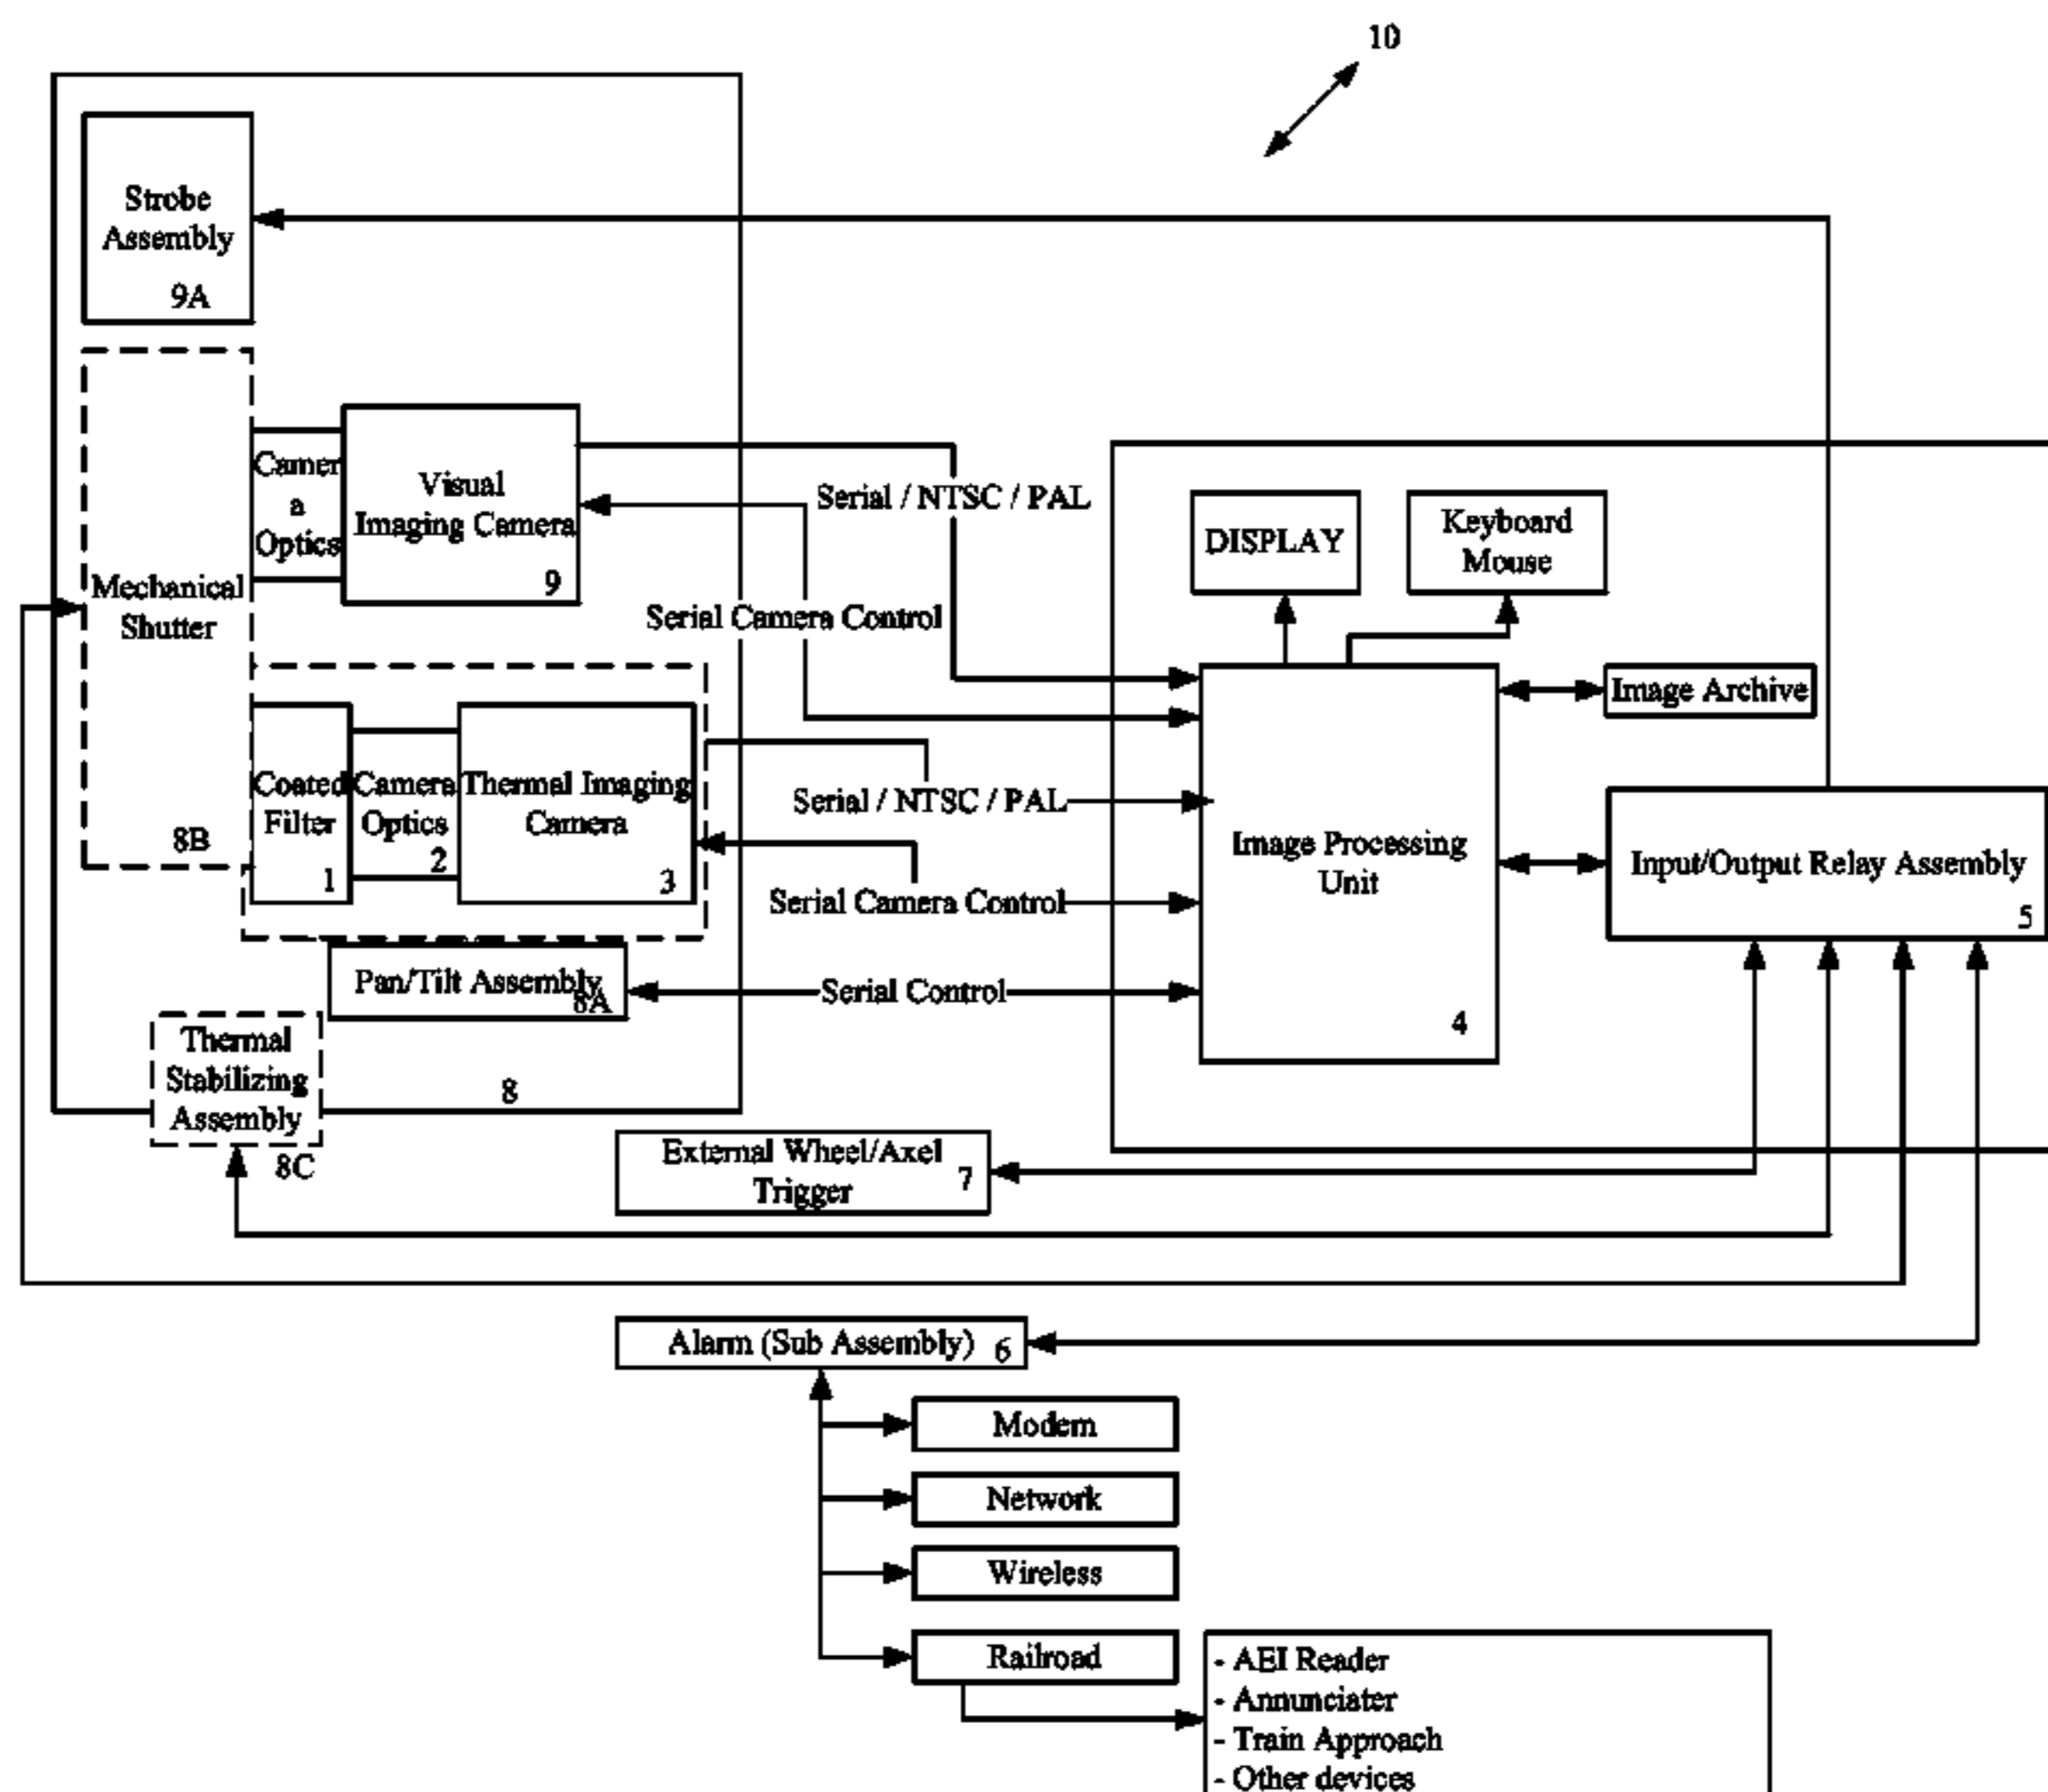 10
Strobe
Assembly
9A
Camer
a
Optics
Visual
Imaging Camera
9
Serial / NTSC / PAL
DISPLAY
Keyboard
Mouse
Mechanical
Shutter
8B
Serial Camera Control
Image Archive
Coated
Filter
1
Camera
Optics
2
Thermal Imaging
Camera
3
Serial / NTSC / PAL
Image Processing
Unit
4
Input/Output Relay Assembly
5
Serial Camera Control
Pan/Tilt Assembly
8A
Serial Control
Thermal
Stabilizing
Assembly
8C
8
External Wheel/Axel
Trigger
7
Alarm (Sub Assembly)
6
Modem
Network
Wireless
Railroad
- AEI Reader
- Annunciater
- Train Approach
- Other devices